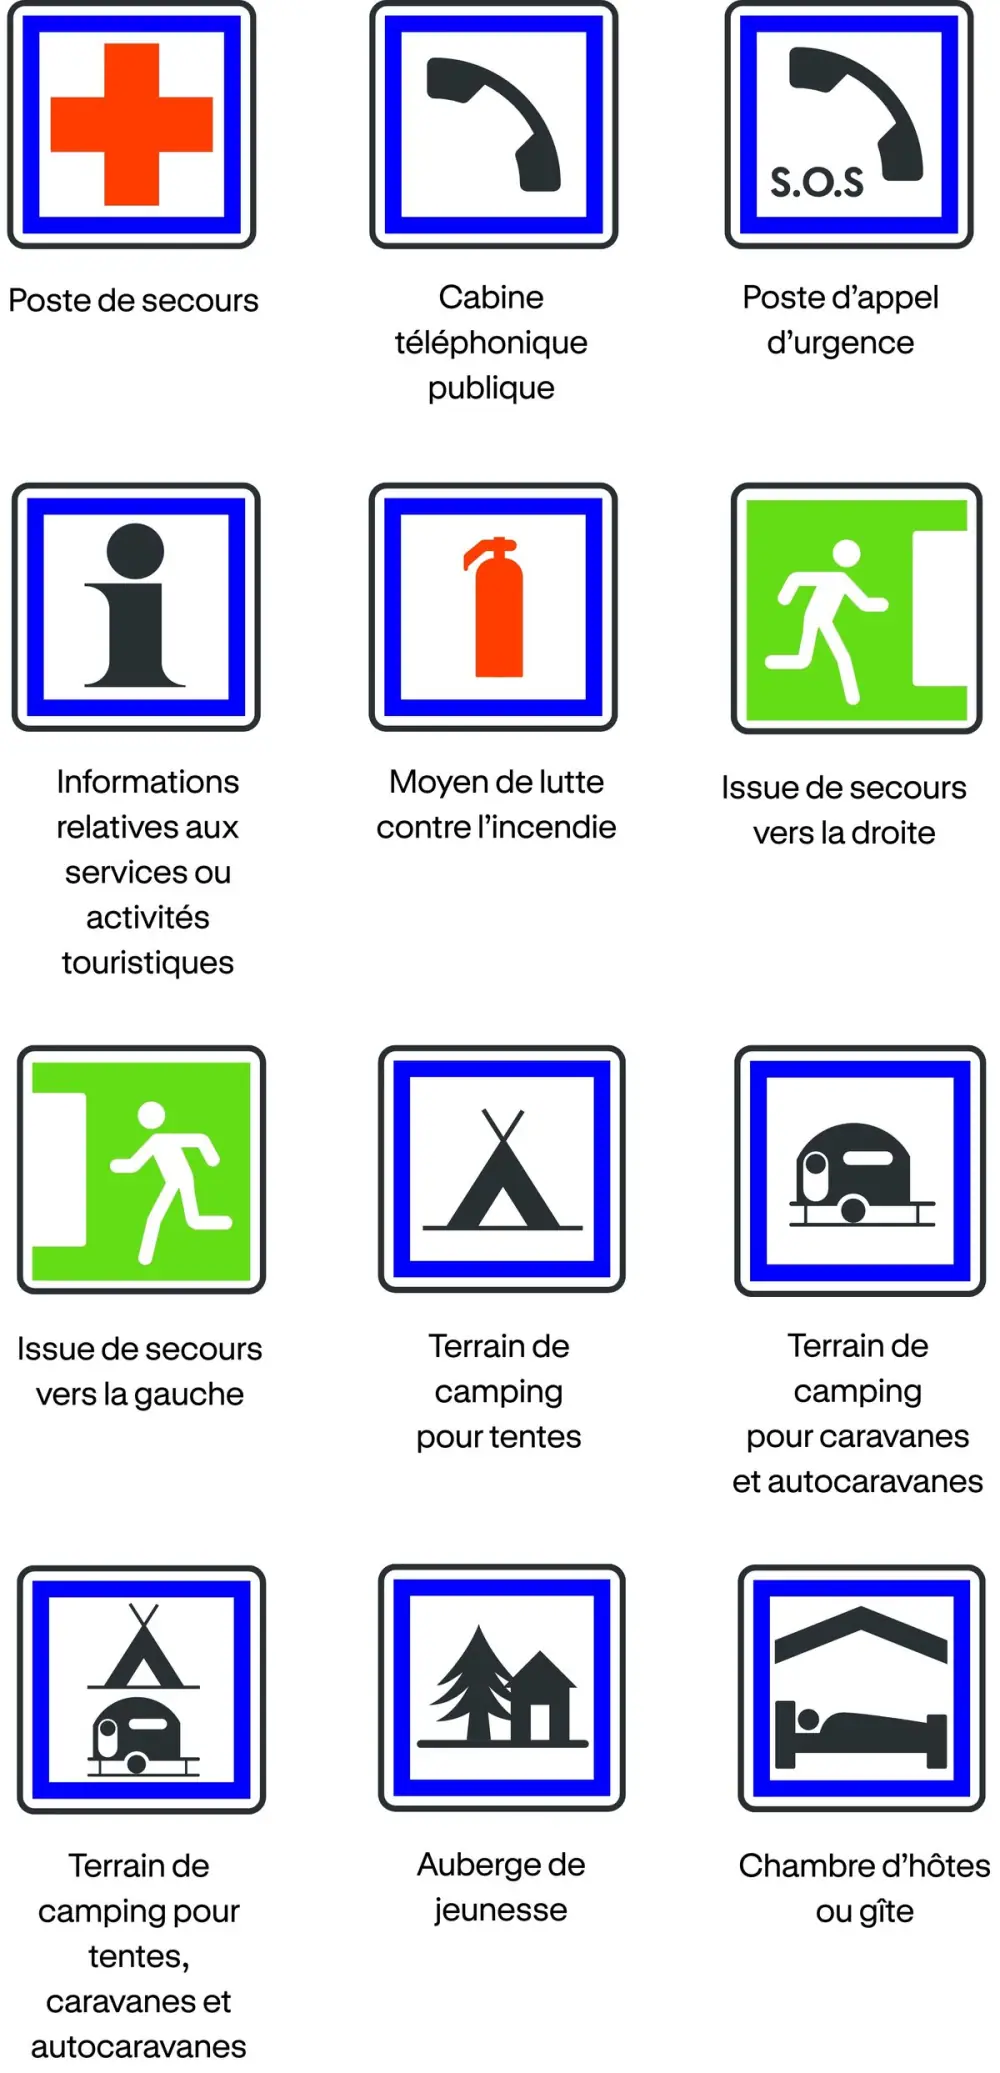 S.O.S
Poste de secours
Cabine
téléphonique
publique
Poste d’appel
d’urgence
i
Informations
relatives aux
services ou
activités
touristiques
Moyen de lutte
contre l’incendie
Issue de secours
vers la droite
Issue de secours
vers la gauche
Terrain de
camping
pour tentes
Terrain de
camping
pour caravanes
et autocaravanes
Terrain de
camping pour
tentes,
caravanes et
autocaravanes
Auberge de
jeunesse
Chambre d’hôtes
ou gîte